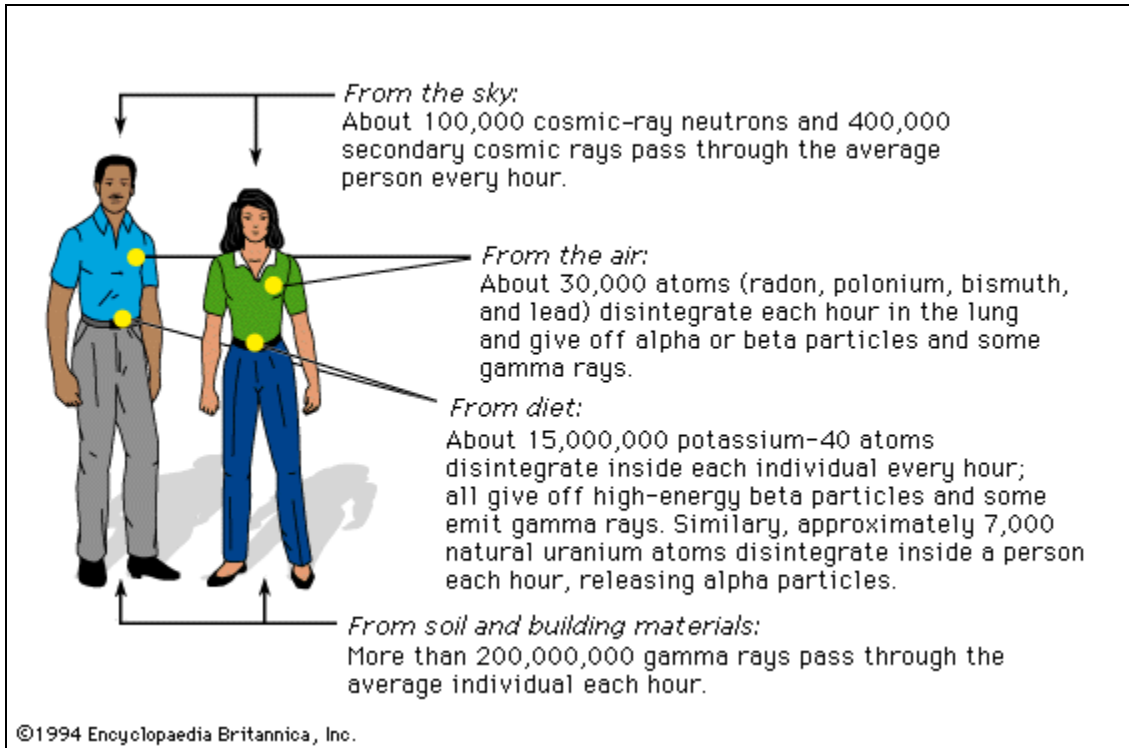 From the sky:
About 100,000 cosmic-ray neutrons and 400,000
secondary cosmic rays pass through the average
person every hour.
From the air:
About 30,000 atoms (radon, polonium, bismuth,
and lead) disintegrate each hour in the lung
and give off alpha or beta particles and some
gamma rays.
From diet:
About 15,000,000 potassium-40 atoms
disintegrate inside each individual every hour;
all give off high-energy beta particles and some
emit gamma rays. Similary, approximately 7,000
natural uranium atoms disintegrate inside a person
each hour, releasing alpha particles.
From soil and building materials:
More than 200,000,000 gamma rays pass through the
average individual each hour.
©1994 Encyclopaedia Britannica, Inc.